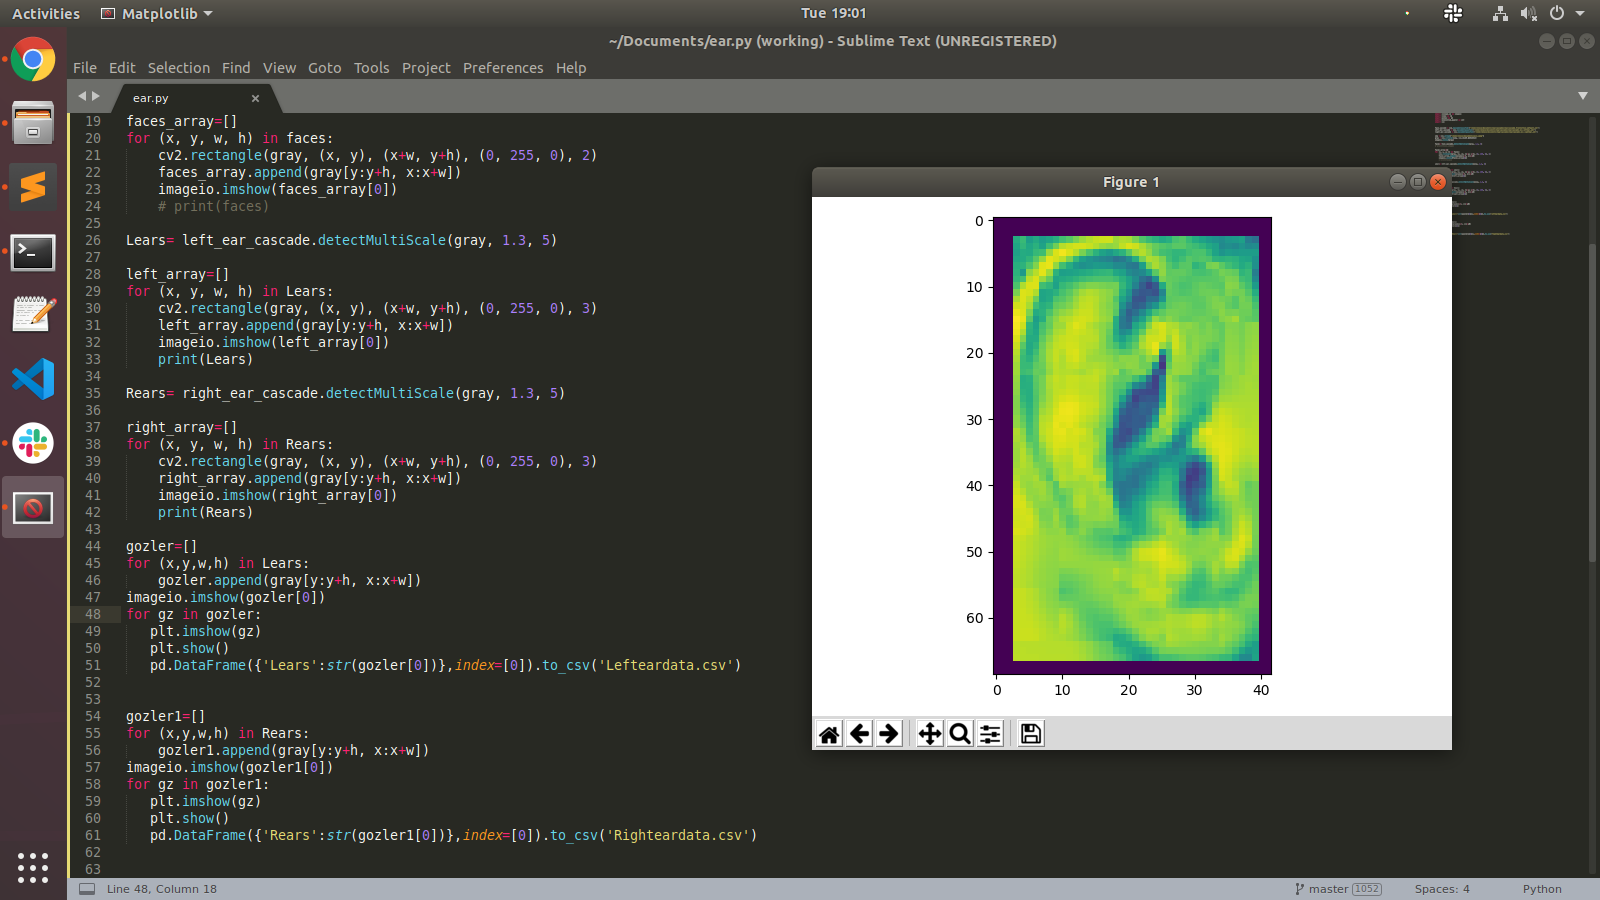 Activities
Matplotlib
Tue 19:01
~/Documents/ear.py (working) - Sublime Text (UNREGISTERED)
File Edit Selection Find View Goto Tools Project Preferences Help
ear.py
19 faces_array=[]
20 for (x, y, w, h) in faces:
21 cv2.rectangle(gray, (x, y), (x+w, y+h), (0, 255, 0), 2)
22 faces_array.append(gray[y:y+h, x:x+w])
23 imageio.imshow(faces_array[0])
24 # print(faces)
25
26 Lears= left_ear_cascade.detectMultiScale(gray, 1.3, 5)
27
28 left_array=[]
29 for (x, y, w, h) in Lears:
30 cv2.rectangle(gray, (x, y), (x+w, y+h), (0, 255, 0), 3)
31 left_array.append(gray[y:y+h, x:x+w])
32 imageio.imshow(left_array[0])
33 print(Lears)
34
35 Rears= right_ear_cascade.detectMultiScale(gray, 1.3, 5)
36
37 right_array=[]
38 for (x, y, w, h) in Rears:
39 cv2.rectangle(gray, (x, y), (x+w, y+h), (0, 255, 0), 3)
40 right_array.append(gray[y:y+h, x:x+w])
41 imageio.imshow(right_array[0])
42 print(Rears)
43
44 gozler=[]
45 for (x,y,w,h) in Lears:
46 gozler.append(gray[y:y+h, x:x+w])
47 imageio.imshow(gozler[0])
48 for gz in gozler:
49 plt.imshow(gz)
50 plt.show()
51 pd.DataFrame({'Lears':str(gozler[0])},index=[0]).to_csv('Lefteardata.csv')
52
53
54 gozler1=[]
55 for (x,y,w,h) in Rears:
56 gozler1.append(gray[y:y+h, x:x+w])
57 imageio.imshow(gozler1[0])
58 for gz in gozler1:
59 plt.imshow(gz)
60 plt.show()
61 pd.DataFrame({'Rears':str(gozler1[0])},index=[0]).to_csv('Righteardata.csv')
62
63
Figure 1
0
10
20
30
40
50
60
0 10 20 30 40
Line 48, Column 18
master 1052
Spaces: 4
Python